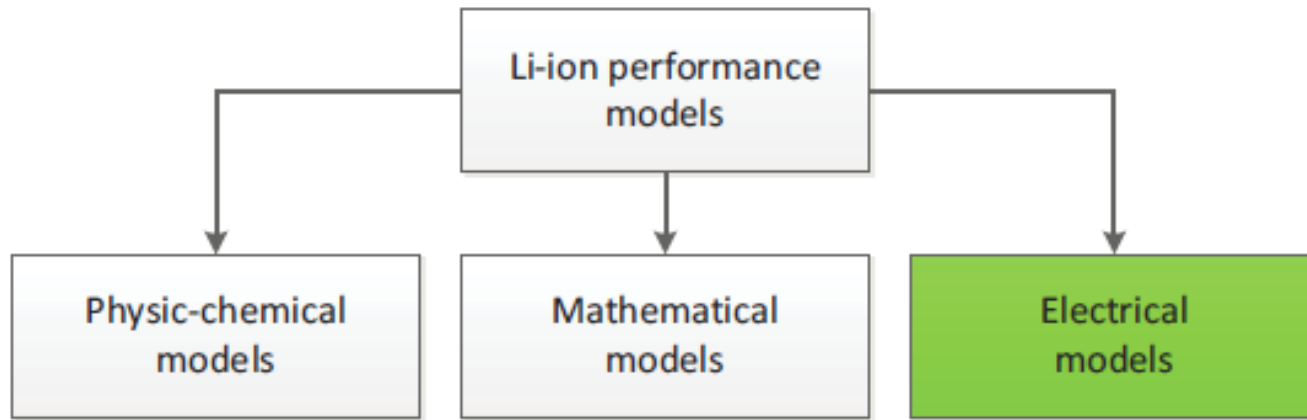 Li-ion performance
models
Physic-chemical
models
Mathematical
models
Electrical
models